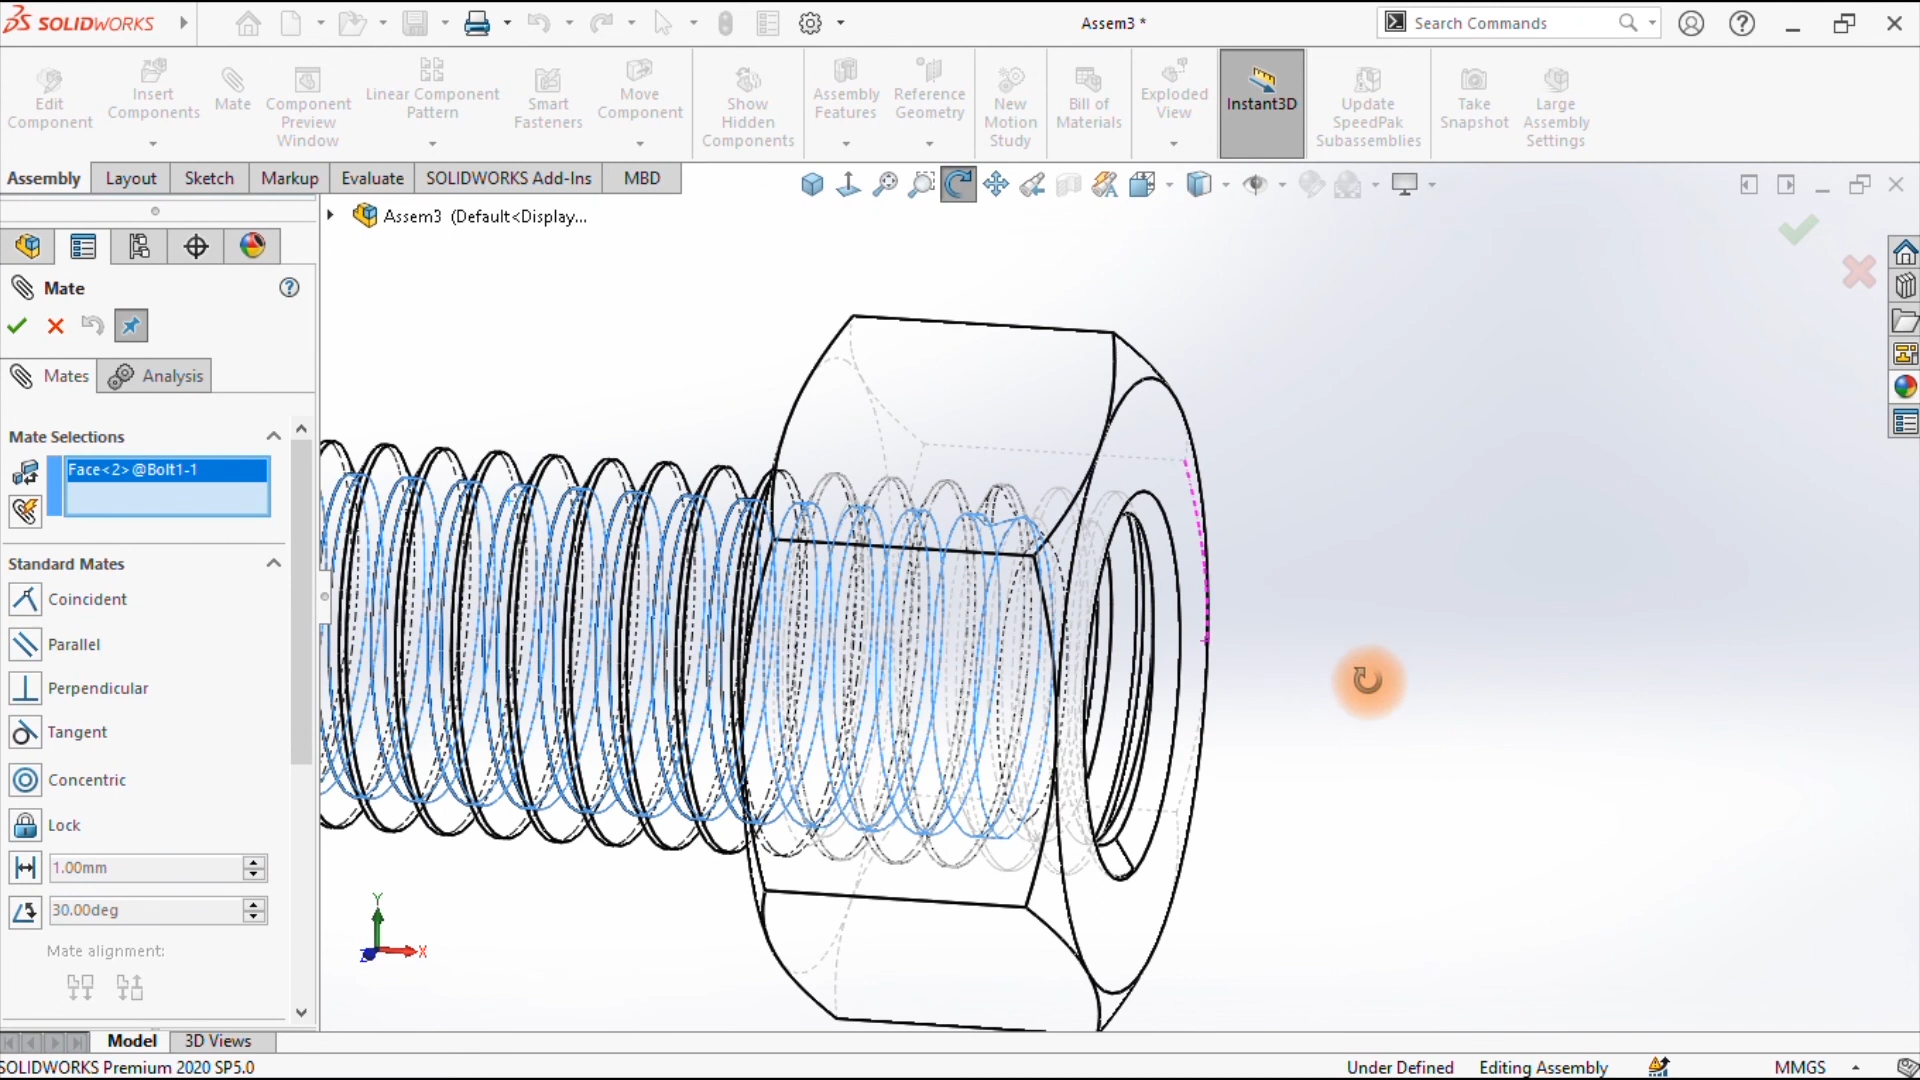 SOLIDWORKS
Assem3 *
Search Commands
Edit Component
Insert Components
Mate
Component Preview Window
Linear Component Pattern
Smart Fasteners
Move Component
Show Hidden Components
Assembly Features
Reference Geometry
New Motion Study
Bill of Materials
Exploded View
Instant3D
Update SpeedPak Subassemblies
Take Snapshot
Large Assembly Settings
Assembly
Layout
Sketch
Markup
Evaluate
SOLIDWORKS Add-Ins
MBD
Assem3 (Default<Display...
Mate
Mates
Analysis
Mate Selections
Face<2>@Bolt1-1
Standard Mates
Coincident
Parallel
Perpendicular
Tangent
Concentric
Lock
1.00mm
30.00deg
Mate alignment:
Y
X
Model
3D Views
SOLIDWORKS Premium 2020 SP5.0
Under Defined
Editing Assembly
MMGS